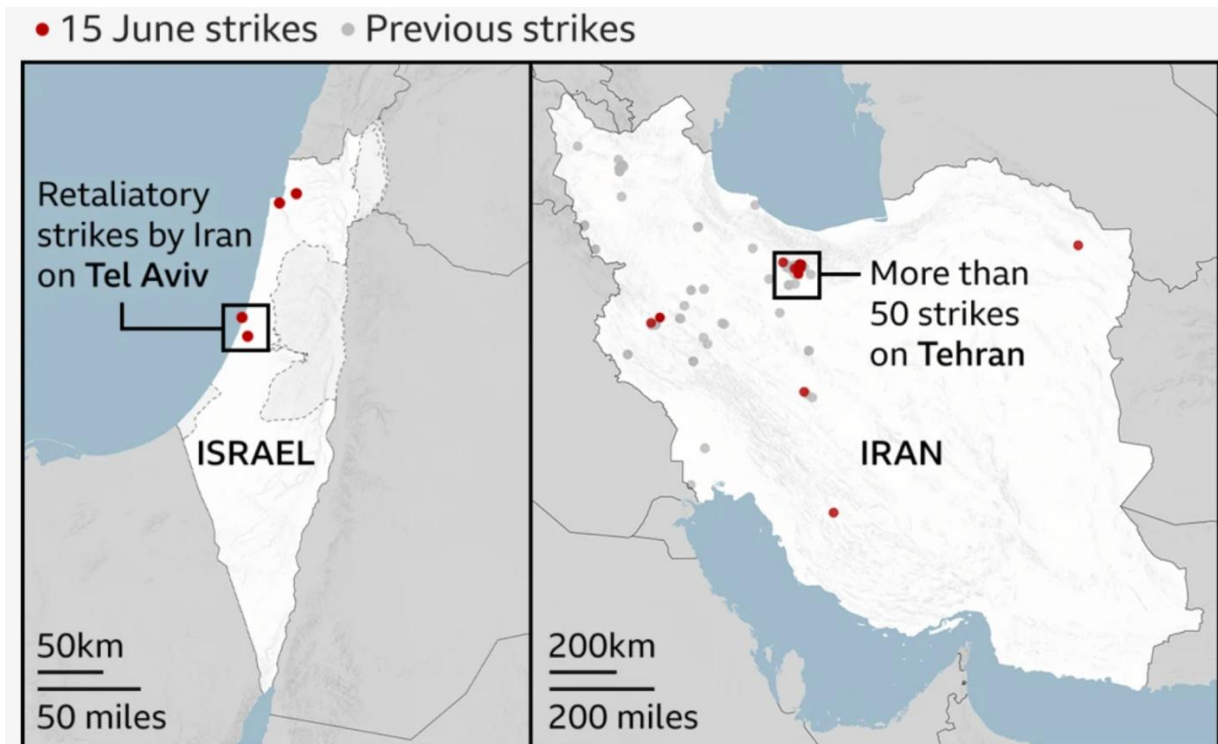 15 June strikes Previous strikes
Retaliatory
strikes by Iran
on Tel Aviv
ISRAEL
50km
50 miles
More than
50 strikes
on Tehran
IRAN
200km
200 miles